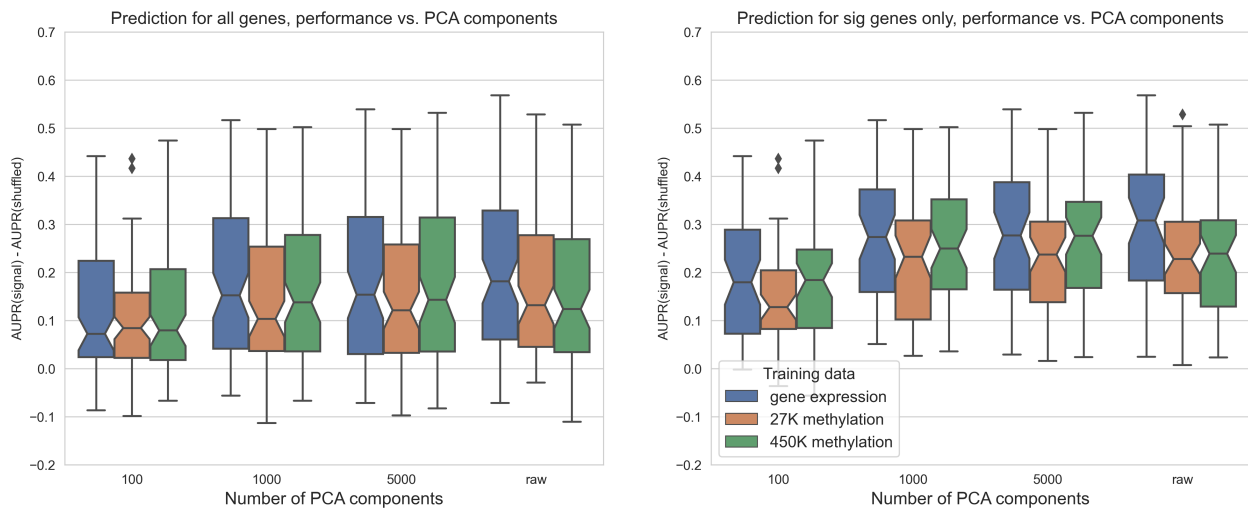 Prediction for all genes, performance vs. PCA components
0.7
0.6
0.5
0.4
0.3
0.2
0.1
0.0
−0.1
−0.2
AUPR(signal) - AUPR(shuffled)
100
1000
5000
raw
Number of PCA components
Prediction for sig genes only, performance vs. PCA components
0.7
0.6
0.5
0.4
0.3
0.2
0.1
0.0
−0.1
−0.2
AUPR(signal) - AUPR(shuffled)
Training data
gene expression
27K methylation
450K methylation
100
1000
5000
raw
Number of PCA components